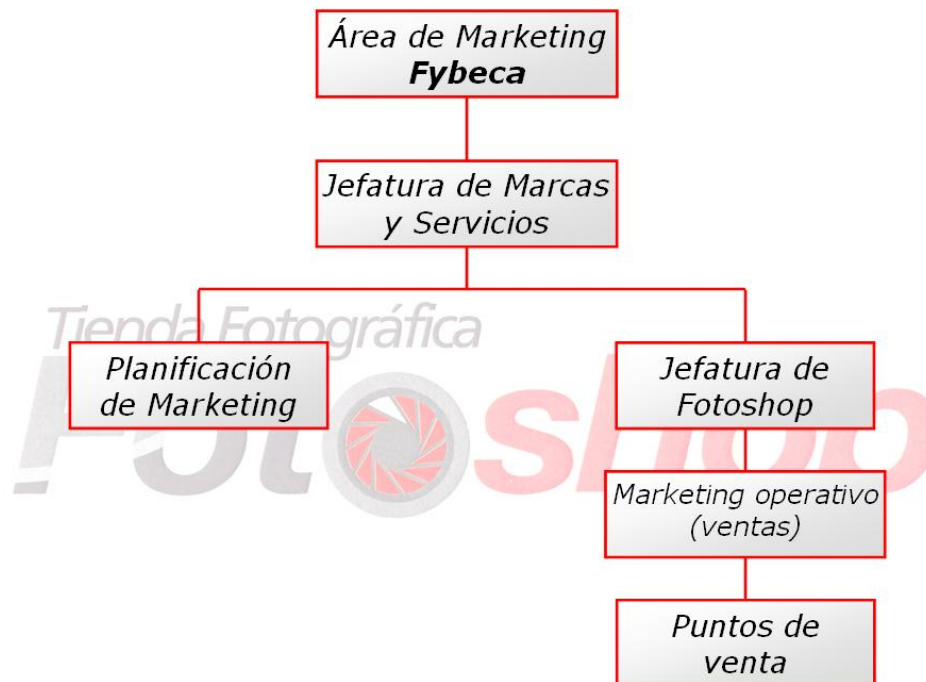 Área de Marketing
Fybeca
Jefatura de Marcas
y Servicios
Tienda Fotográfica
Fotoshop
Planificación
de Marketing
Jefatura de
Fotoshop
Marketing operativo
(ventas)
Puntos de
venta